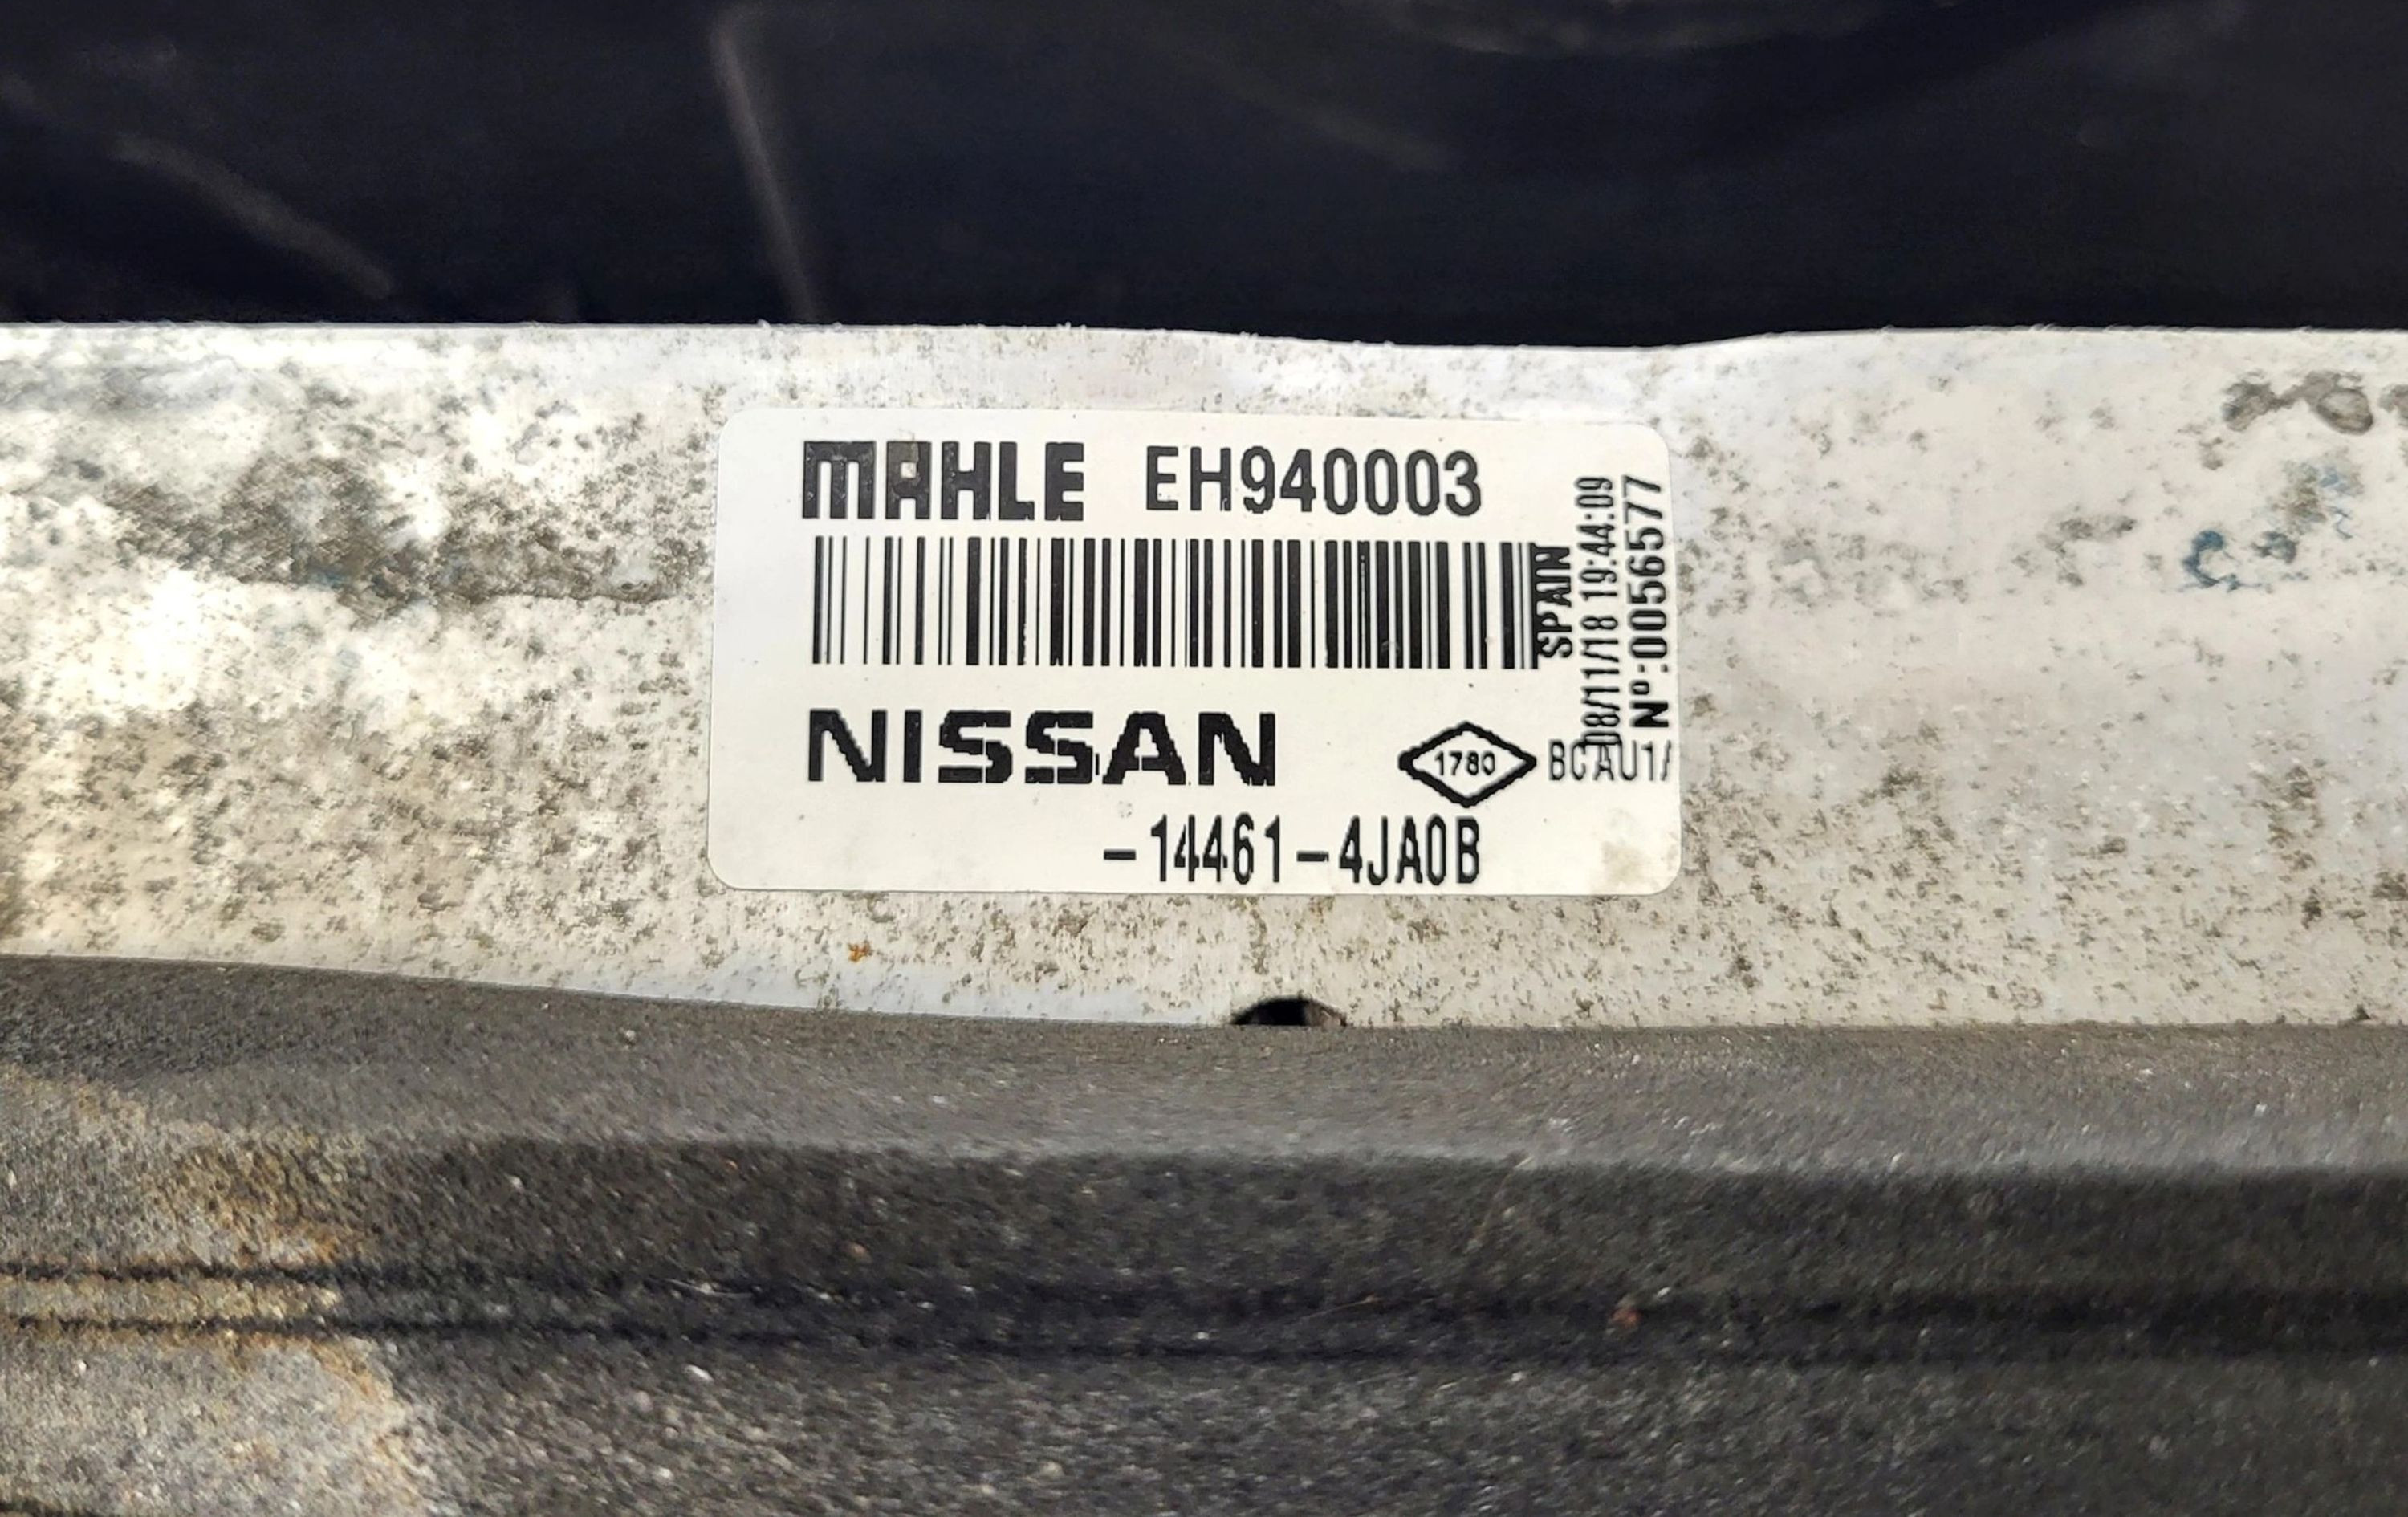 MAHLE EH940003
SPAIN
08/11/18 19:44:09
Nº:00565577
NISSAN
1780
BCAU1/
-14461-4JA0B